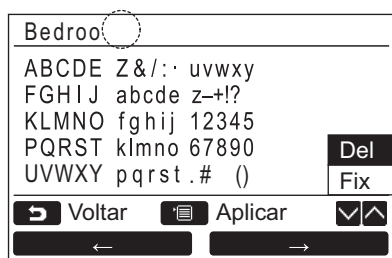 Bedroo
ABCDE Z&/:· uvwxy
FGHIJ abcde z–+!?
KLMNO fghij 12345
PQRST klmno 67890
UVWXY pqrst.# ()
Del
Fix
Voltar Aplicar
← →